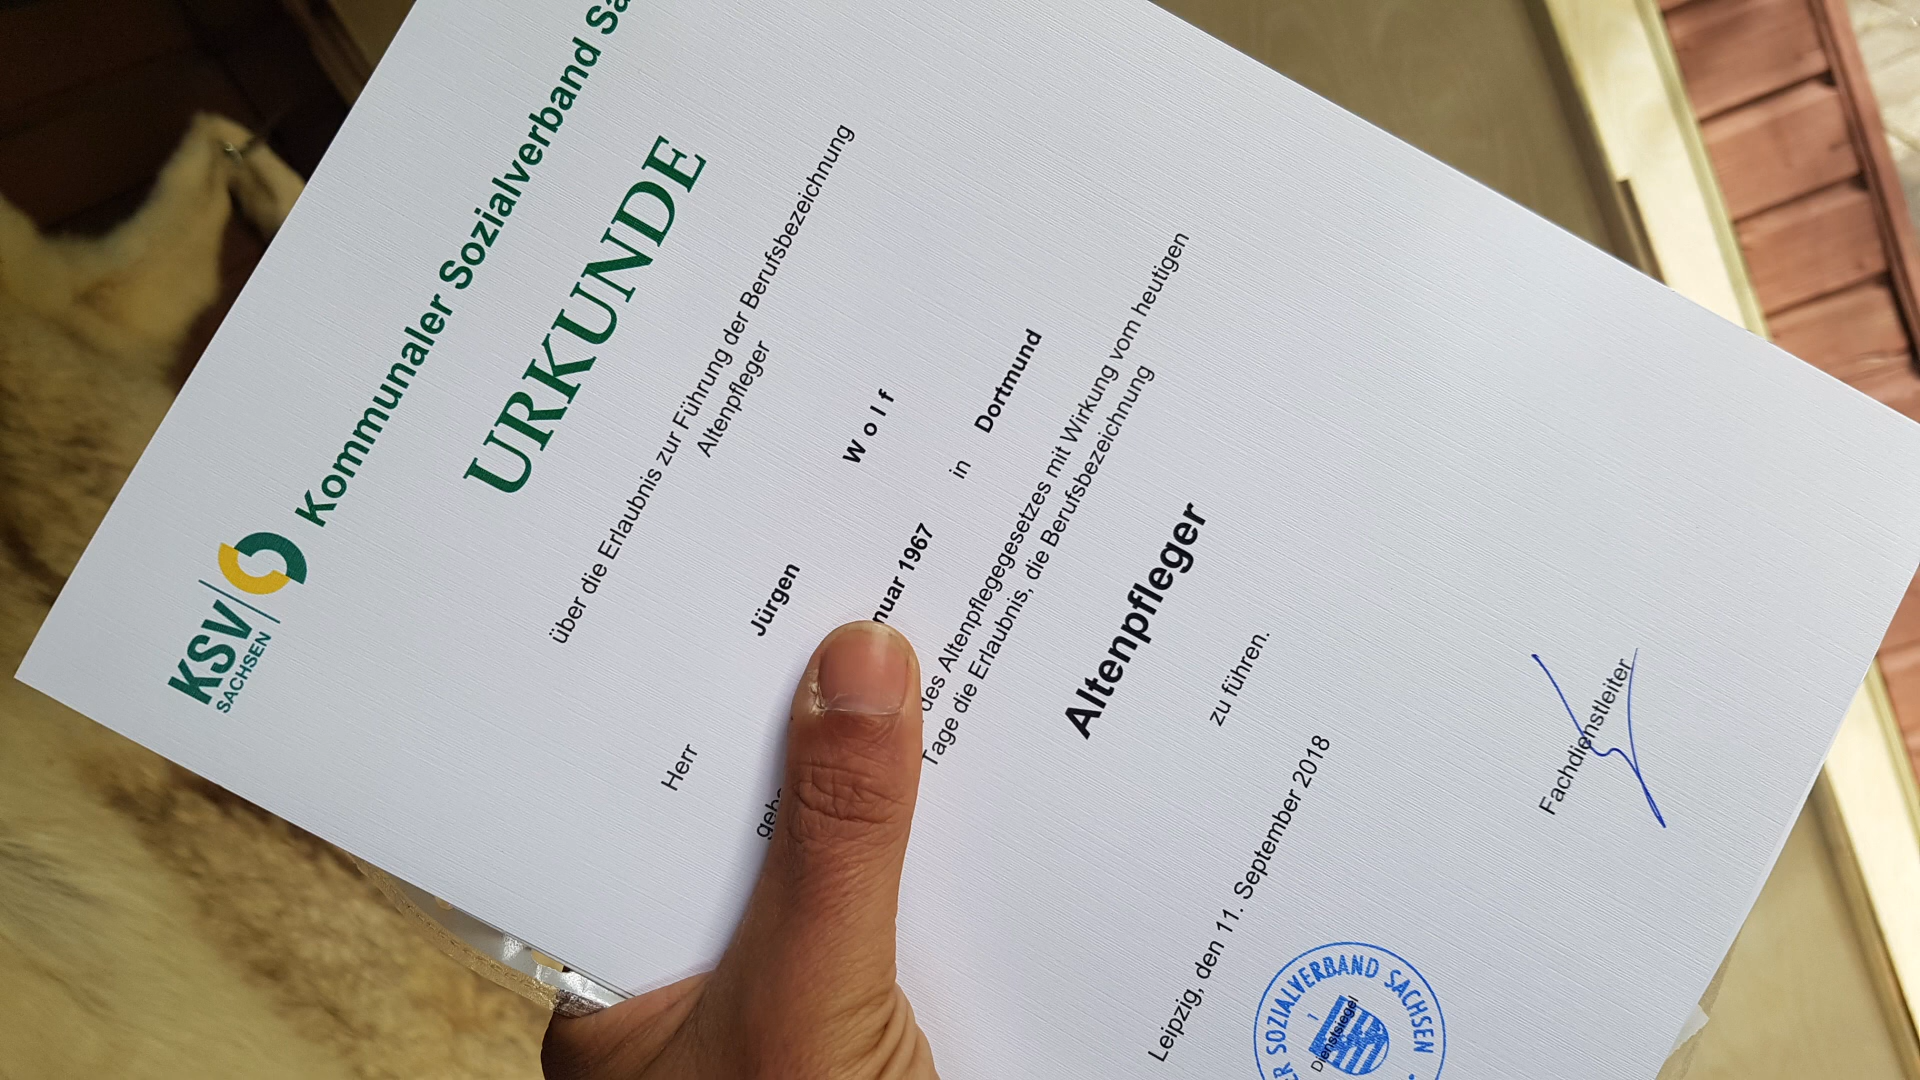 KSV
SACHSEN
Kommunaler Sozialverband
URKUNDE
über die Erlaubnis zur Führung der Berufsbezeichnung
Altenpfleger
Herr Jürgen Wolf
1967 in Dortmund
des Altenpflegegesetzes mit Wirkung vom heutigen
Tage die Erlaubnis, die Berufsbezeichnung
Altenpfleger
zu führen.
Leipzig, den 11. September 2018
Fachdienstleiter
SOZIALVERBAND SACHSEN
Dienstsiegel